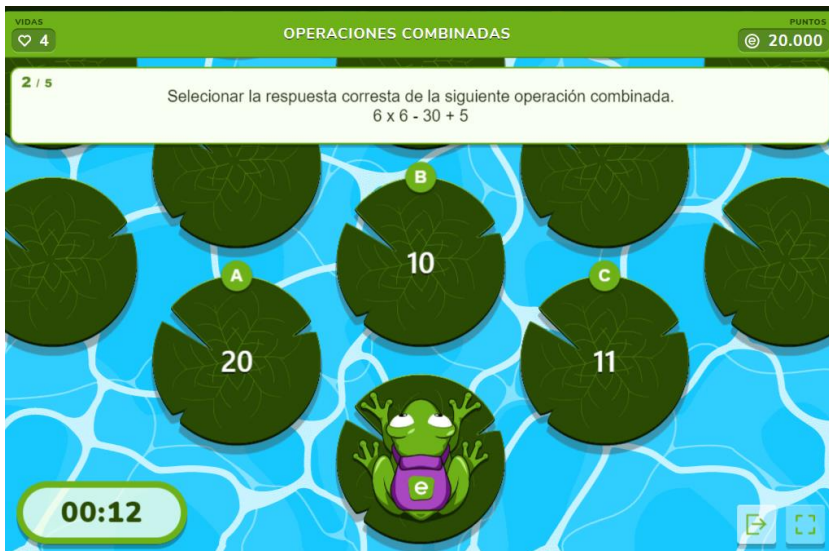 VIDAS
4
OPERACIONES COMBINADAS
PUNTOS
20.000
2 / 5
Selecionar la respuesta corresta de la siguiente operación combinada.
6 x 6 - 30 + 5
B
10
A
20
C
11
e
00:12